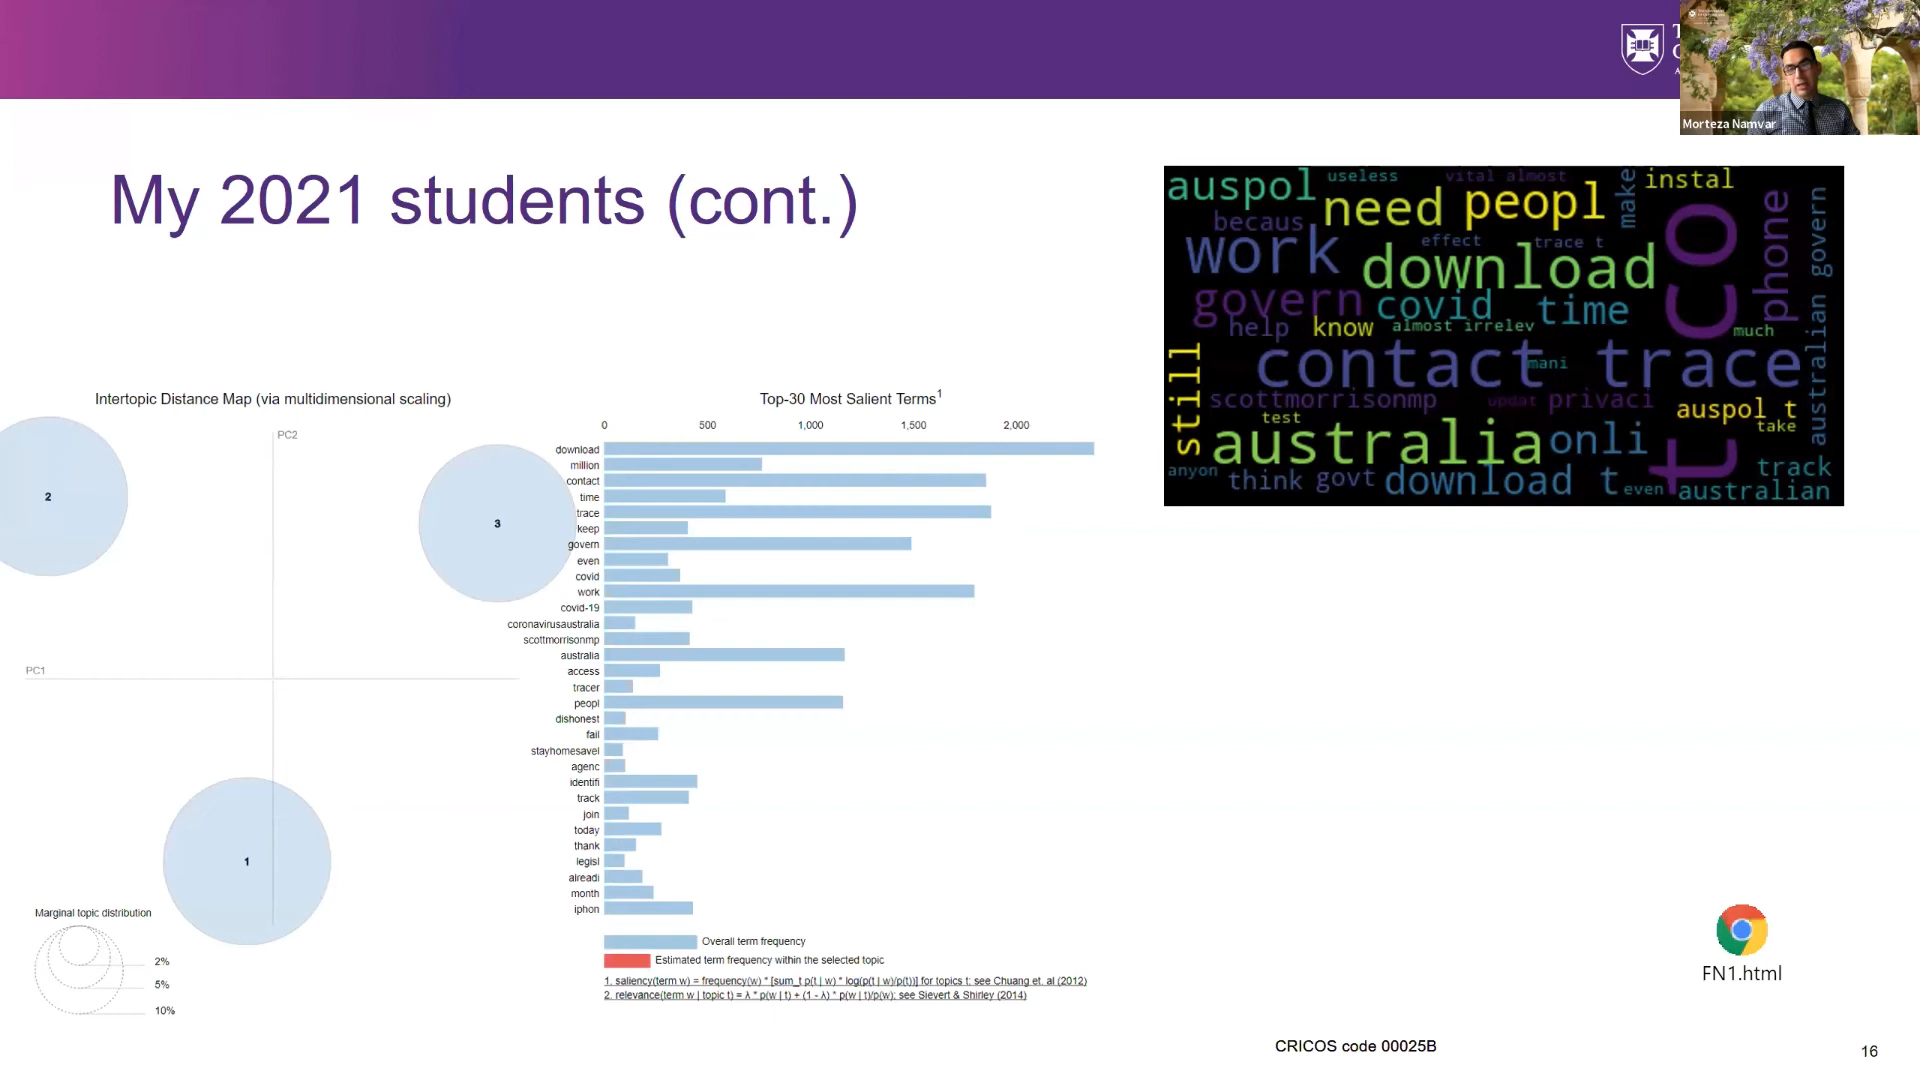 Morteza Namvar
My 2021 students (cont.)
auspol useless vital almost make instal
becaus need peopl
work effect trace t
download
govern covid time
help know almost irrelev
t co
phone
australian govern
much
contact trace
mani
still
scottmorrisonmp updat privaci
auspol t
test
take
australia onli
anyon think govt download t even
track
australian
Intertopic Distance Map (via multidimensional scaling)
PC2
PC1
2
3
1
Marginal topic distribution
2%
5%
10%
Top-30 Most Salient Terms1
0 500 1,000 1,500 2,000
download
million
contact
time
trace
keep
govern
even
covid
work
covid-19
coronavirusaustralia
scottmorrisonmp
australia
access
tracer
peopl
dishonest
fail
stayhomesavel
agenc
identifi
track
join
today
thank
legisl
alreadi
month
iphon
Overall term frequency
Estimated term frequency within the selected topic
1. saliency(term w) = frequency(w) * [sum_t p(t | w) * log(p(t | w)/p(t))] for topics t; see Chuang et. al (2012)
2. relevance(term w | topic t) = λ * p(w | t) + (1 - λ) * p(w | t)/p(w); see Sievert & Shirley (2014)
FN1.html
CRICOS code 00025B
16